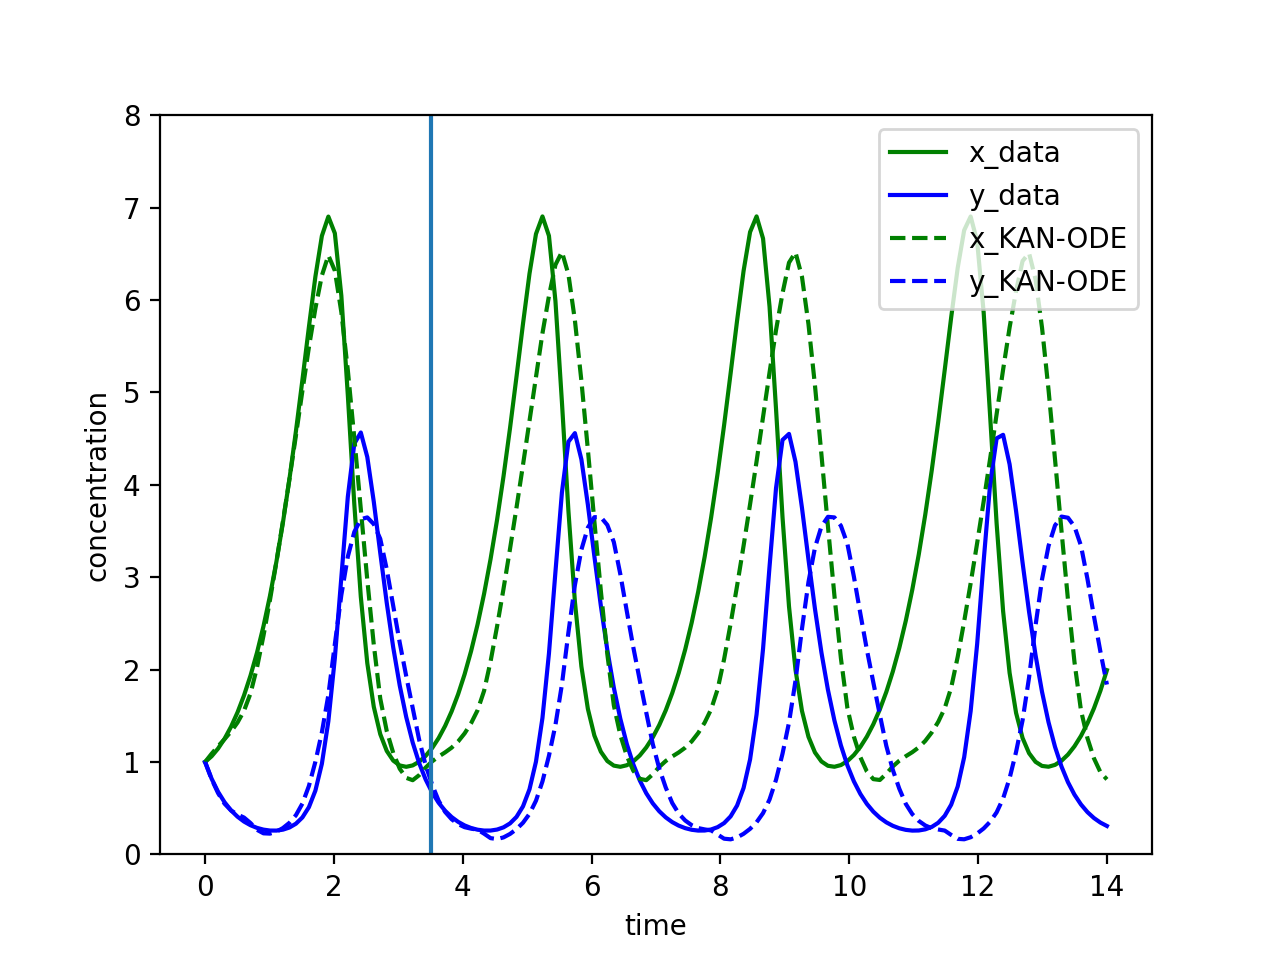 8
7
6
5
4
3
2
1
0
concentration
x_data
y_data
x_KAN-ODE
y_KAN-ODE
0 2 4 6 8 10 12 14
time